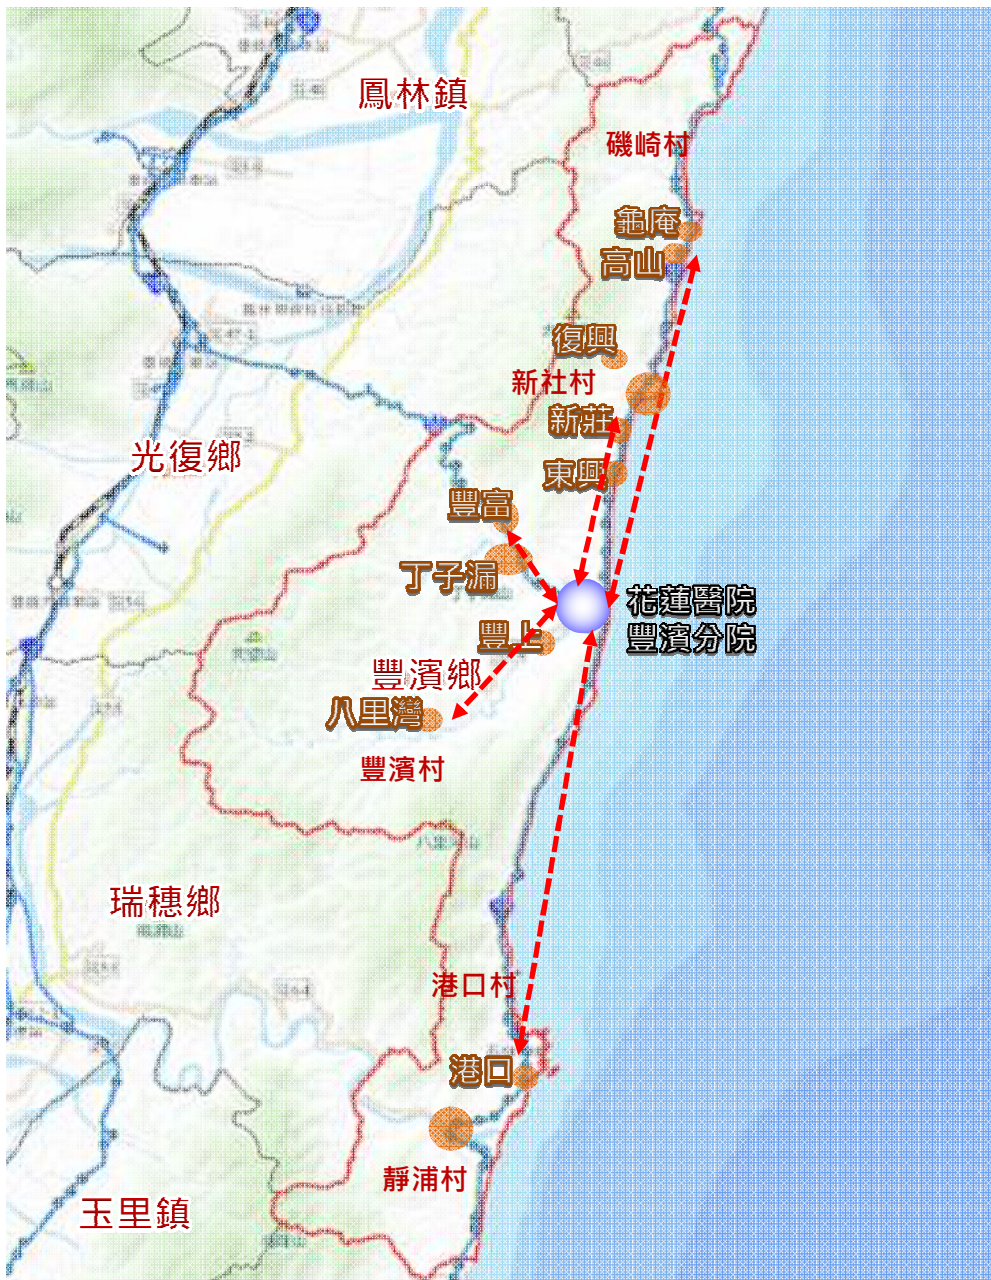 鳳林鎮
磯崎村
龜庵
高山
復興
新社村
新莊
光復鄉
東興
豐富
丁子漏
花蓮醫院
豐濱分院
豐上
豐濱鄉
八里灣
豐濱村
瑞穗鄉
港口村
港口
靜浦村
玉里鎮